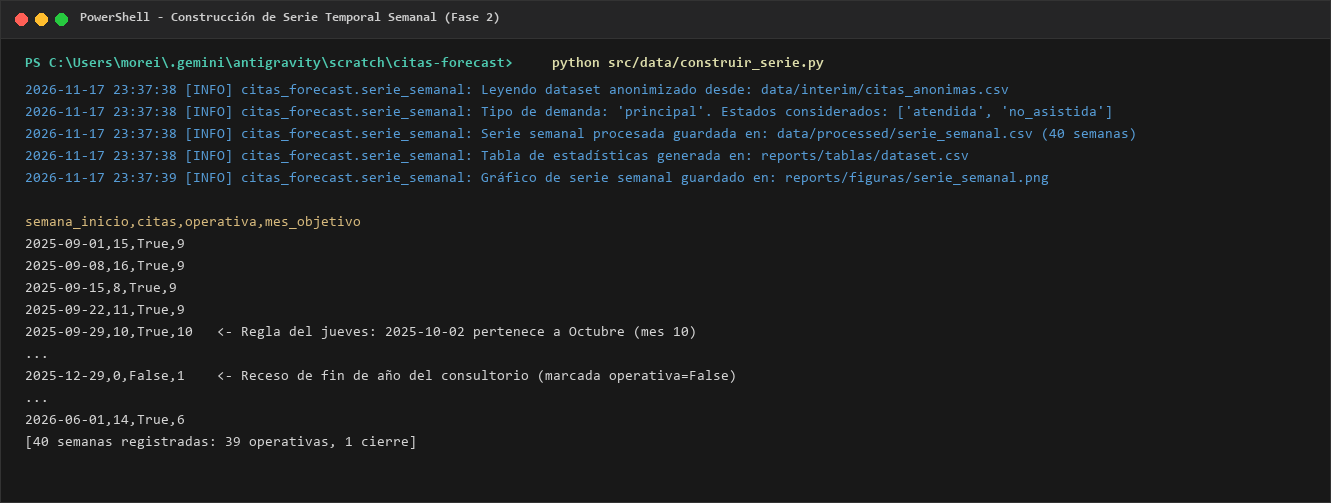 PowerShell - Construcción de Serie Temporal Semanal (Fase 2)
PS C:\Users\morei\.gemini\antigravity\scratch\citas-forecast> python src/data/construir_serie.py
2026-11-17 23:37:38 [INFO] citas_forecast.serie_semanal: Leyendo dataset anonimizado desde: data/interim/citas_anonimas.csv
2026-11-17 23:37:38 [INFO] citas_forecast.serie_semanal: Tipo de demanda: 'principal'. Estados considerados: ['atendida', 'no_asistida']
2026-11-17 23:37:38 [INFO] citas_forecast.serie_semanal: Serie semanal procesada guardada en: data/processed/serie_semanal.csv (40 semanas)
2026-11-17 23:37:38 [INFO] citas_forecast.serie_semanal: Tabla de estadísticas generada en: reports/tablas/dataset.csv
2026-11-17 23:37:39 [INFO] citas_forecast.serie_semanal: Gráfico de serie semanal guardado en: reports/figuras/serie_semanal.png
semana_inicio,citas,operativa,mes_objetivo
2025-09-01,15,True,9
2025-09-08,16,True,9
2025-09-15,8,True,9
2025-09-22,11,True,9
2025-09-29,10,True,10   <- Regla del jueves: 2025-10-02 pertenece a Octubre (mes 10)
...
2025-12-29,0,False,1    <- Receso de fin de año del consultorio (marcada operativa=False)
...
2026-06-01,14,True,6
[40 semanas registradas: 39 operativas, 1 cierre]